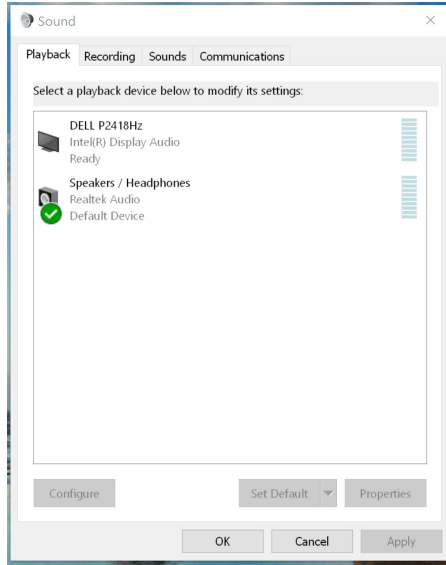 Sound
Playback Recording Sounds Communications
Select a playback device below to modify its settings:
DELL P2418Hz
Intel(R) Display Audio
Ready
Speakers / Headphones
Realtek Audio
Default Device
Configure Set Default Properties
OK Cancel Apply